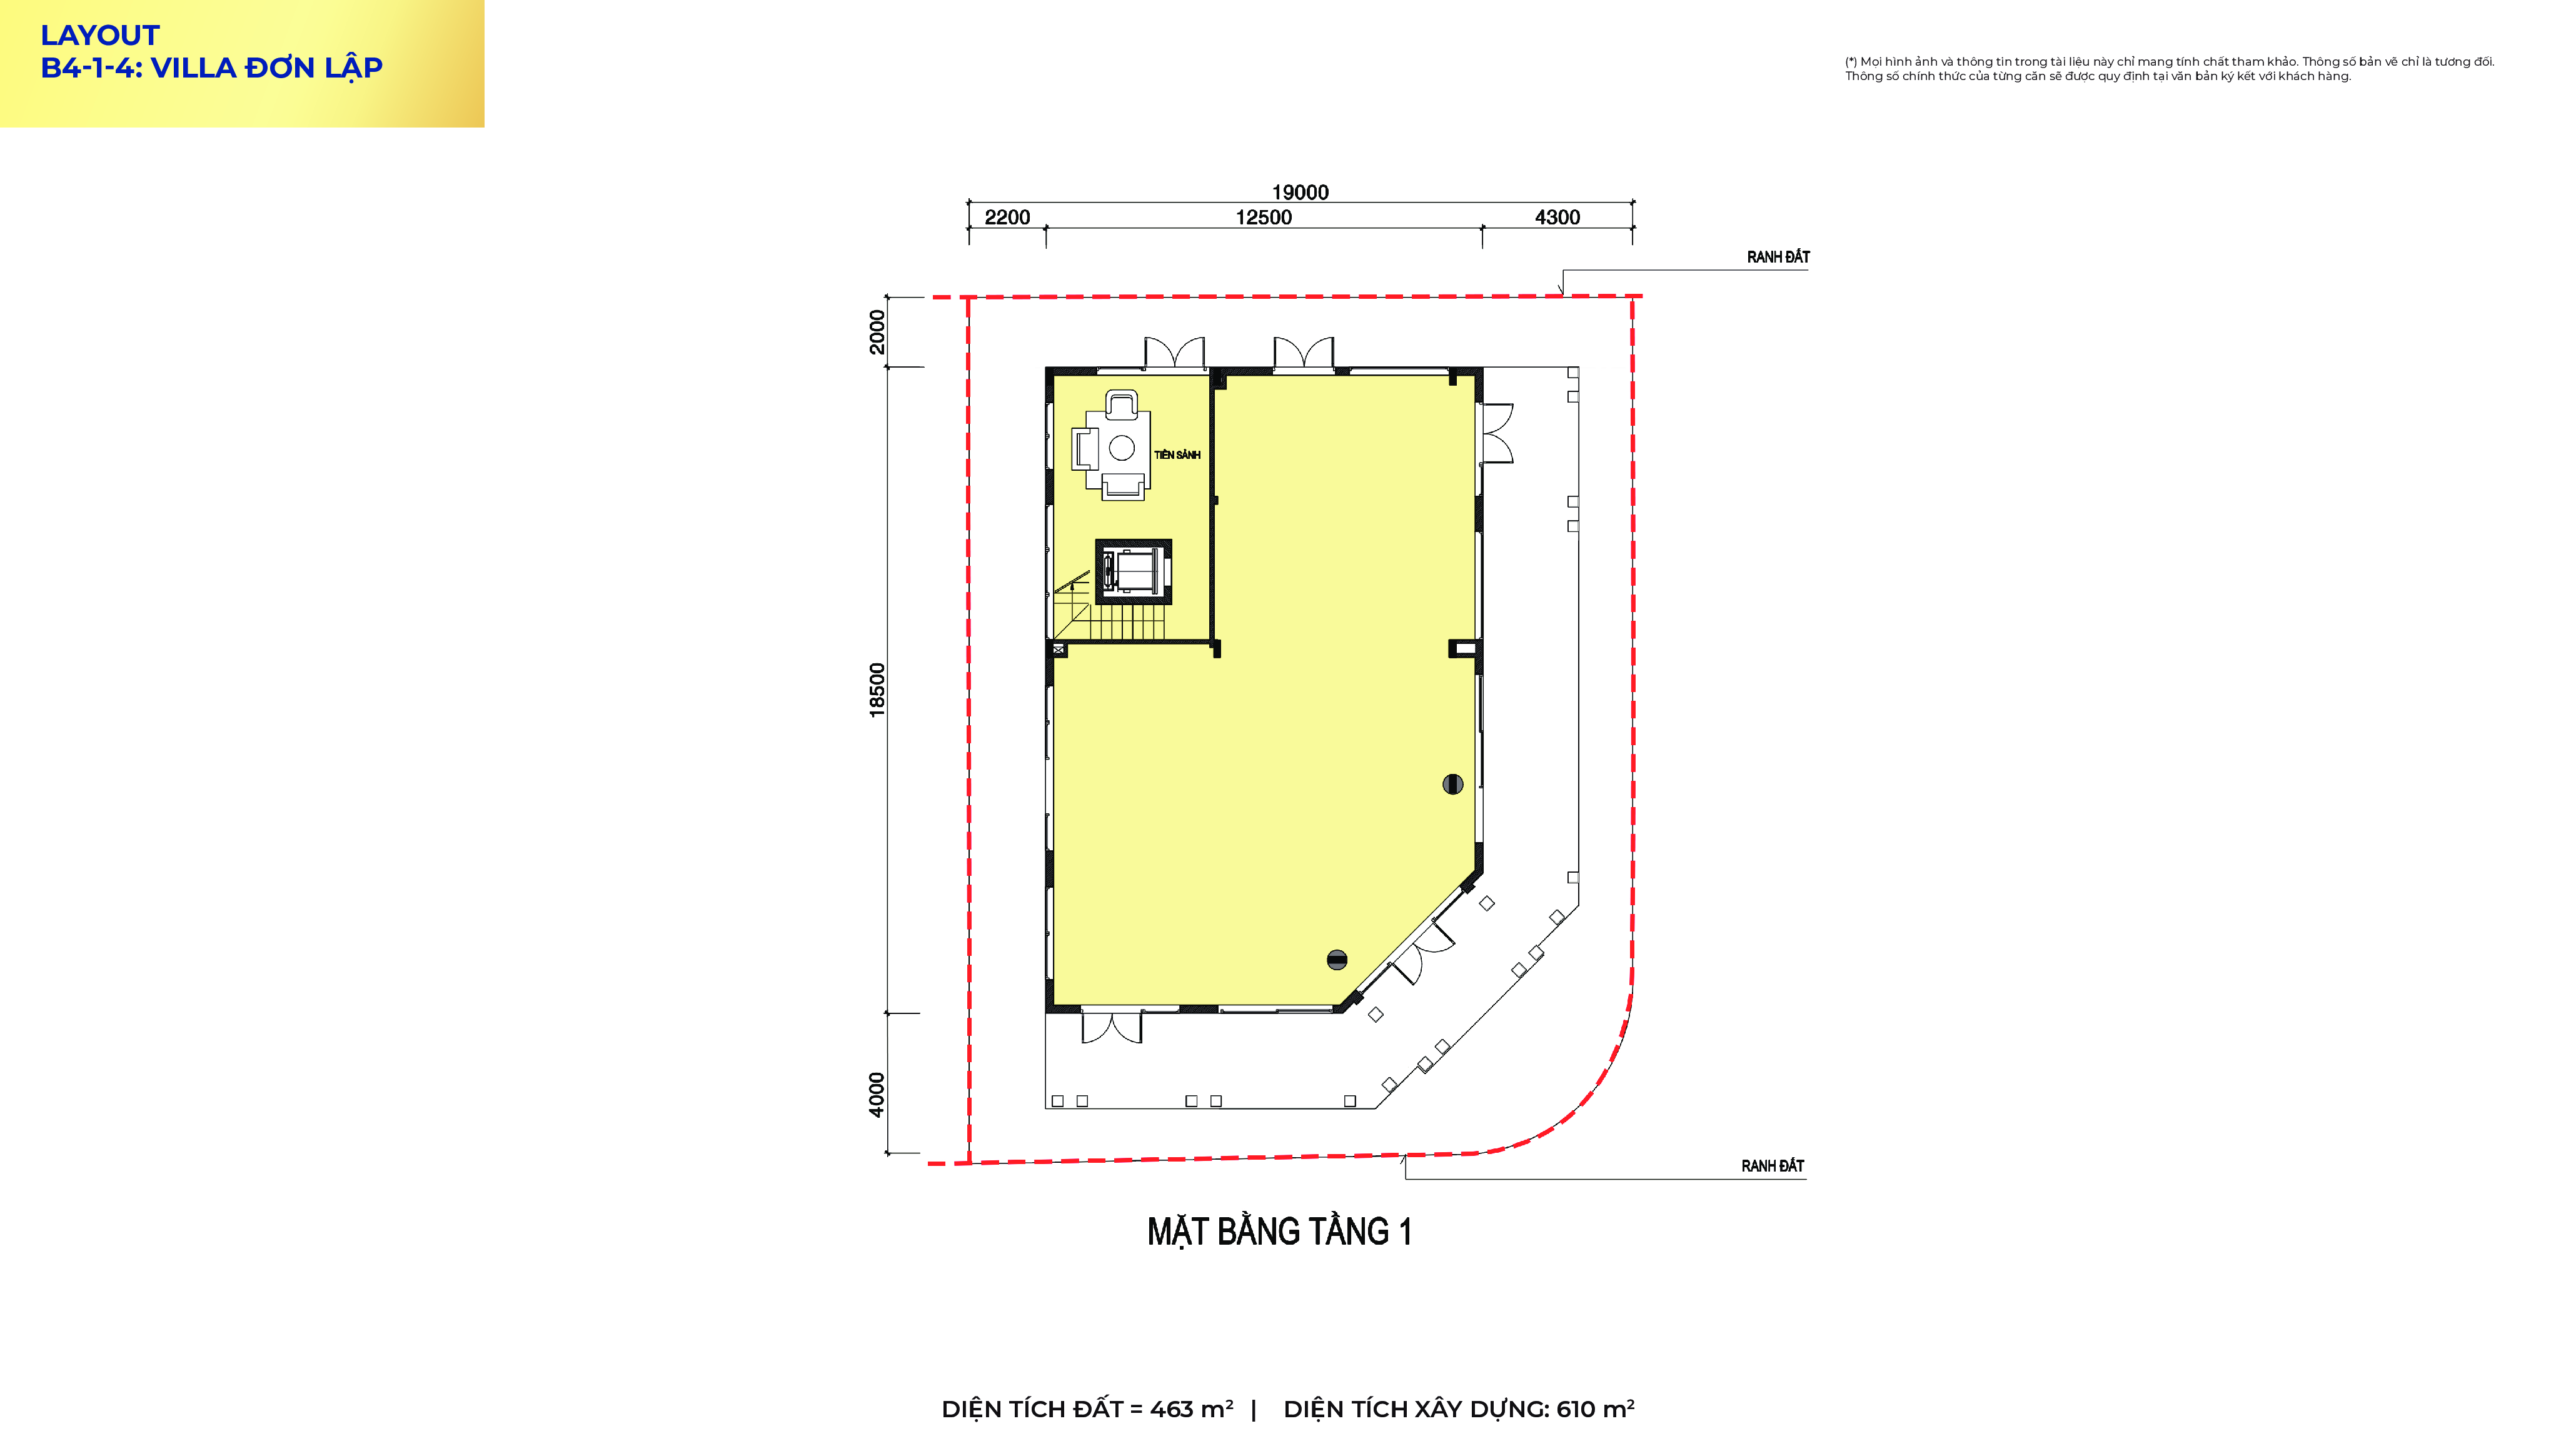 LAYOUT
B4-1-4: VILLA ĐƠN LẬP
(*) Mọi hình ảnh và thông tin trong tài liệu này chỉ mang tính chất tham khảo. Thông số bản vẽ chỉ là tương đối.
Thông số chính thức của từng căn sẽ được quy định tại văn bản ký kết với khách hàng.
19000
2200
12500
4300
RANH ĐẤT
2000
TIỀN SẢNH
18500
4000
RANH ĐẤT
MẶT BẰNG TẦNG 1
DIỆN TÍCH ĐẤT = 463 m² | DIỆN TÍCH XÂY DỰNG: 610 m²